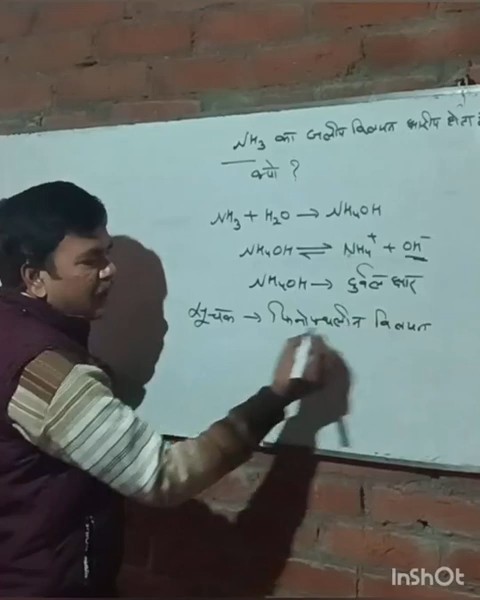 NH3 का जलीय विलयन क्षारीय होता है
क्यों ?
NH3 + H2O → NH4OH
NH4OH ⇌ NH4+ + OH-
NH4OH → दुर्बल क्षार
सूचक → फिनोफ्थलीन विलयन
InShOt